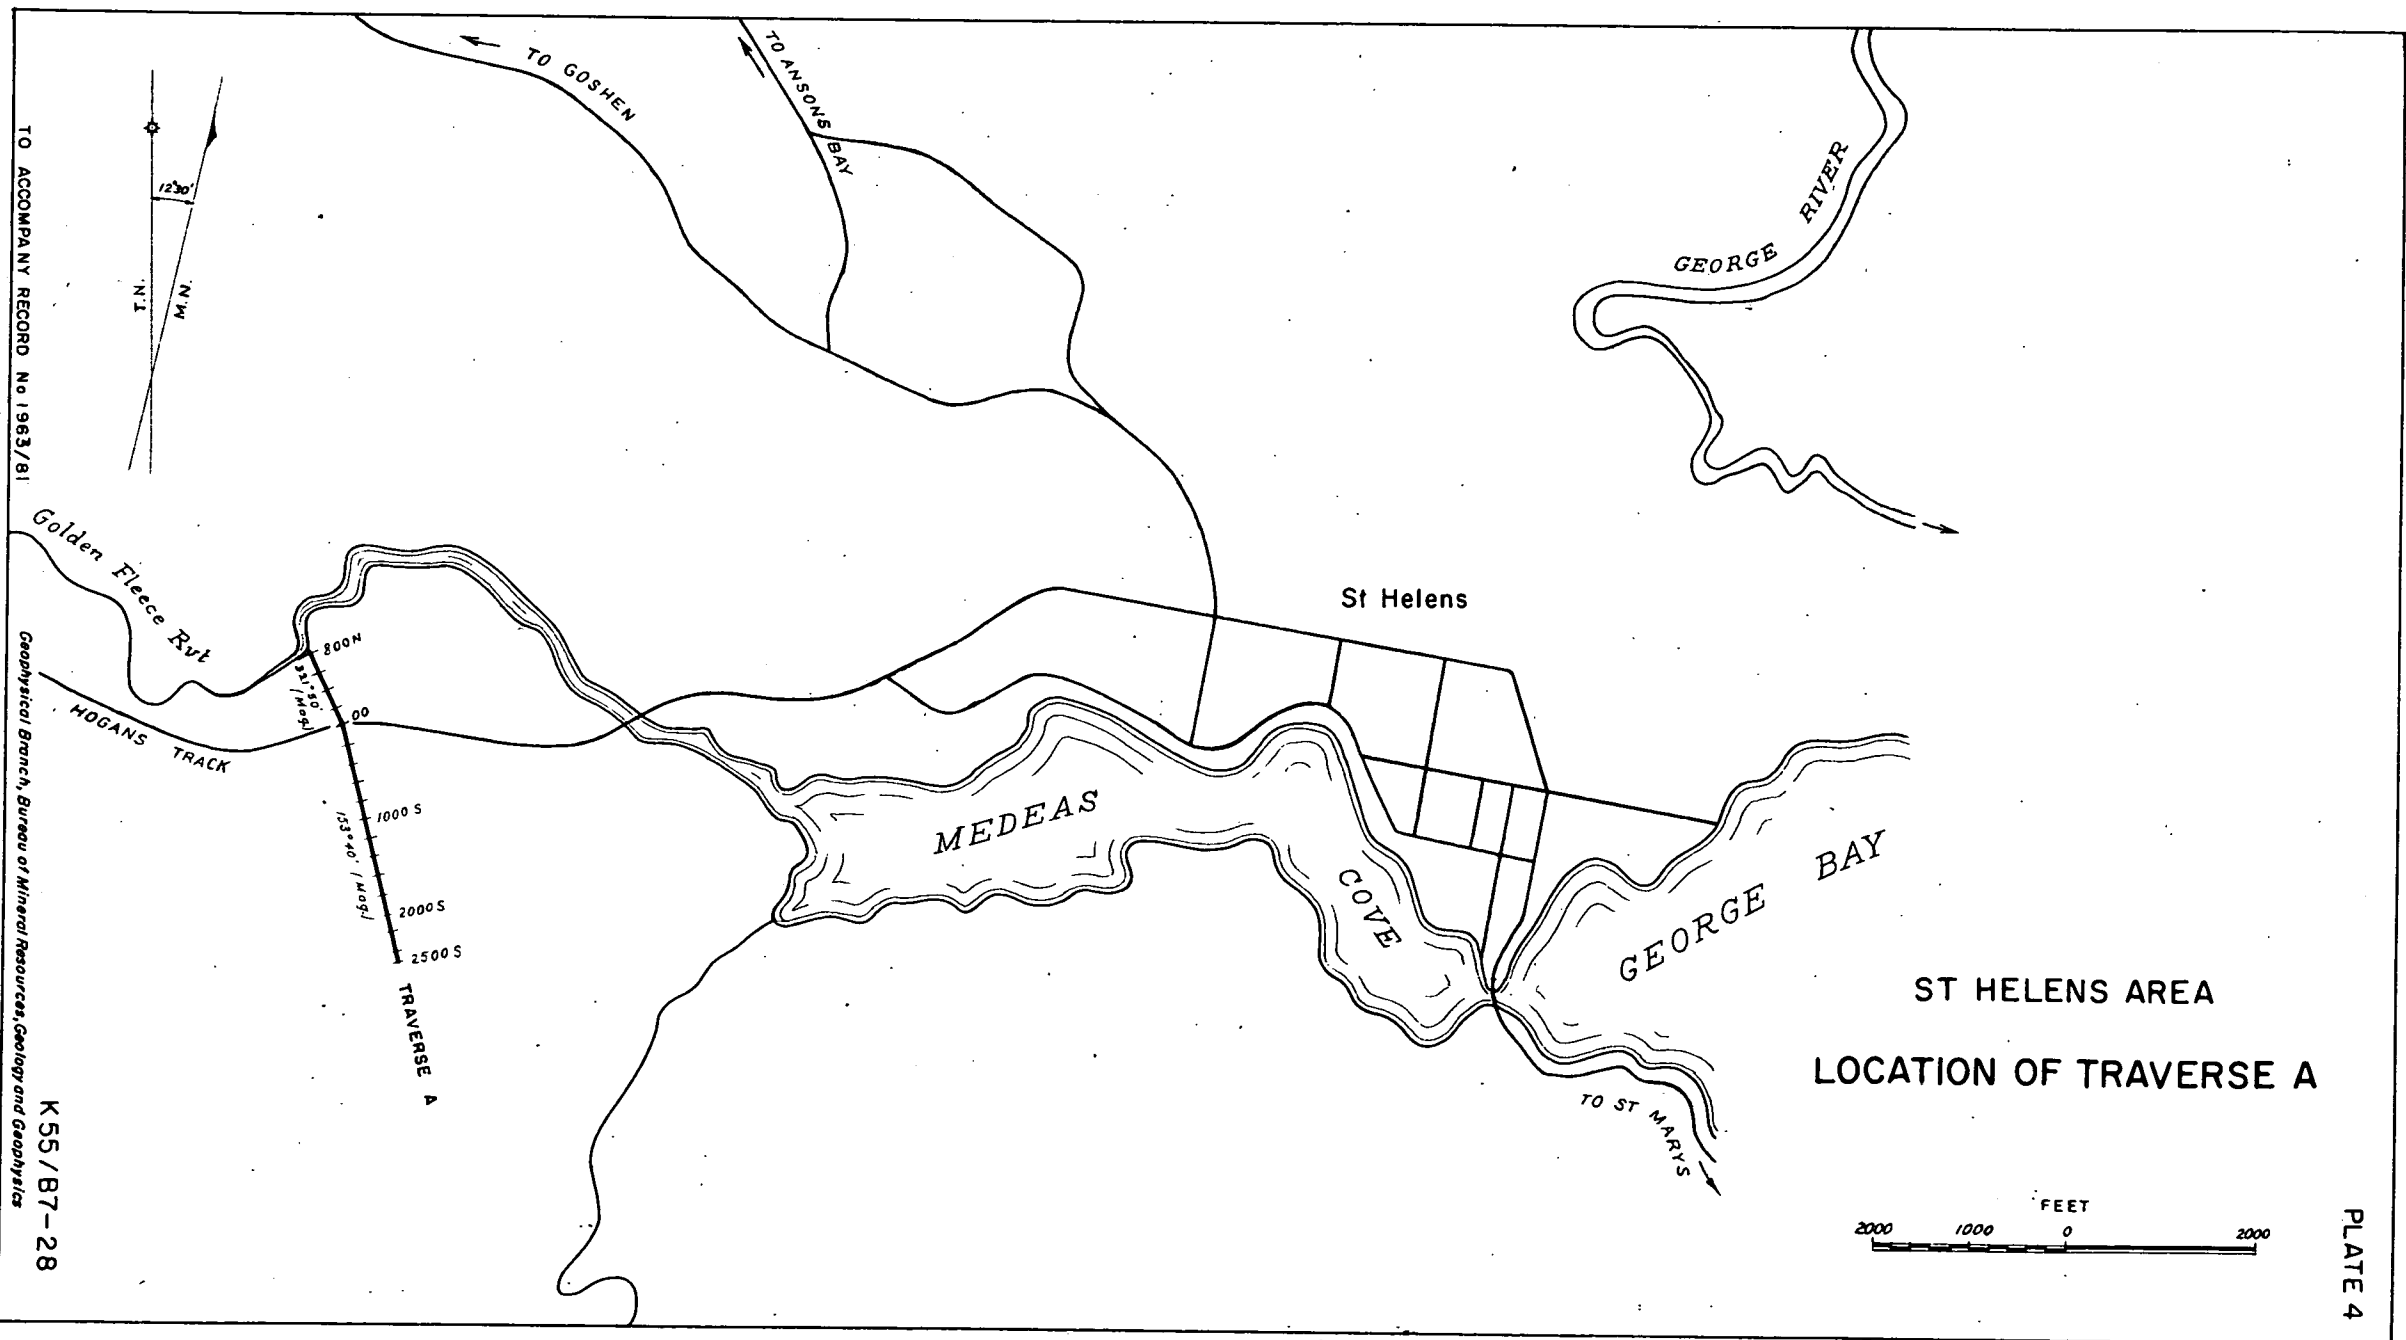 TO GOSHEN
TO ANSONS BAY
GEORGE RIVER
12°30'
M.N.
T.N.
TO ACCOMPANY RECORD No 1963/81
Golden Fleece Rvt
HOGANS TRACK
800N
321°50' (Mag.)
00
1000 S
153°40' (Mag.)
2000 S
2500 S
TRAVERSE A
St Helens
MEDEAS COVE
GEORGE BAY
TO ST MARYS
ST HELENS AREA
LOCATION OF TRAVERSE A
FEET
2000 1000 0 2000
PLATE 4
Geophysical Branch, Bureau of Mineral Resources, Geology and Geophysics
K55/B7-28